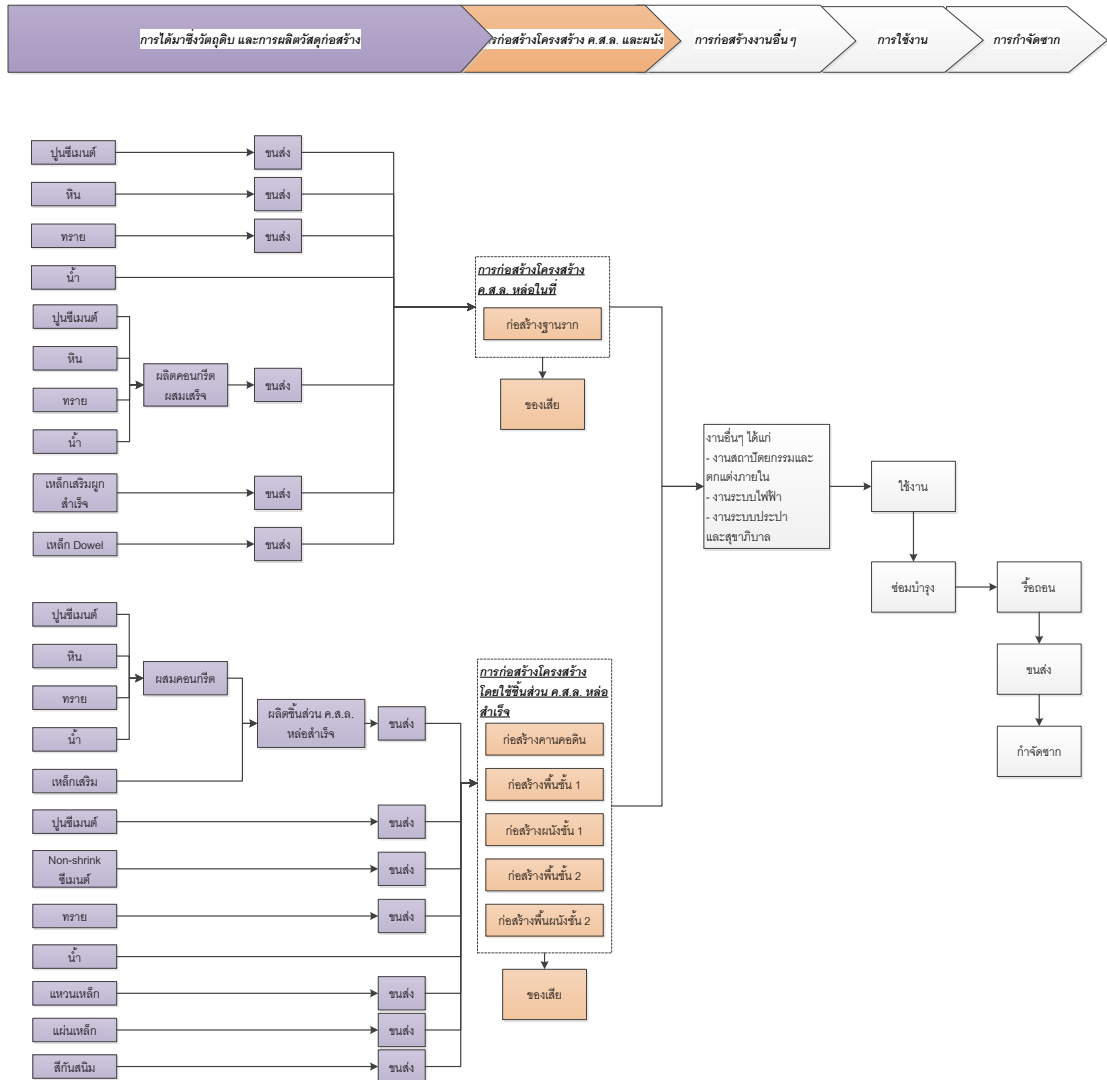 การได้มาซึ่งวัตถุดิบ และการผลิตวัสดุก่อสร้าง
รก่อสร้างโครงสร้าง ค.ส.ล. และผนัง
การก่อสร้างงานอื่น ๆ
การใช้งาน
การกำจัดซาก
ปูนซีเมนต์
ขนส่ง
หิน
ขนส่ง
ทราย
ขนส่ง
น้ำ
ปูนซีเมนต์
หิน
ทราย
น้ำ
ผลิตคอนกรีต
ผสมเสร็จ
ขนส่ง
เหล็กเสริมผูก
สำเร็จ
ขนส่ง
เหล็ก Dowel
ขนส่ง
การก่อสร้างโครงสร้าง
ค.ส.ล. หล่อในที่
ก่อสร้างฐานราก
ของเสีย
ปูนซีเมนต์
หิน
ทราย
น้ำ
ผสมคอนกรีต
เหล็กเสริม
ผลิตชิ้นส่วน ค.ส.ล.
หล่อสำเร็จ
ขนส่ง
ปูนซีเมนต์
ขนส่ง
Non-shrink
ซีเมนต์
ขนส่ง
ทราย
ขนส่ง
น้ำ
แหวนเหล็ก
ขนส่ง
แผ่นเหล็ก
ขนส่ง
สีกันสนิม
ขนส่ง
การก่อสร้างโครงสร้าง
โดยใช้ชิ้นส่วน ค.ส.ล. หล่อ
สำเร็จ
ก่อสร้างคานคอดิน
ก่อสร้างพื้นชั้น 1
ก่อสร้างผนังชั้น 1
ก่อสร้างพื้นชั้น 2
ก่อสร้างพื้นผนังชั้น 2
ของเสีย
งานอื่นๆ ได้แก่
- งานสถาปัตยกรรมและ
ตกแต่งภายใน
- งานระบบไฟฟ้า
- งานระบบประปา
และสุขาภิบาล
ใช้งาน
ซ่อมบำรุง
รื้อถอน
ขนส่ง
กำจัดซาก